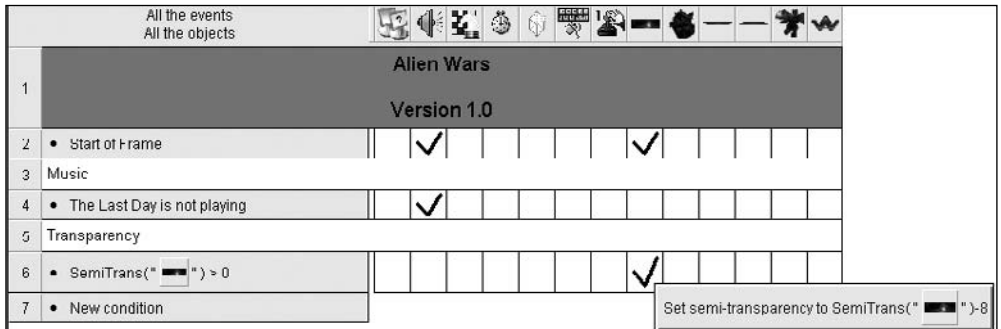 All the events
All the objects
1
Alien Wars
Version 1.0
2 • Start of Frame
3 Music
4 • The Last Day is not playing
5 Transparency
6 • SemiTrans(" ") > 0
Set semi-transparency to SemiTrans(" ")-8
7 • New condition